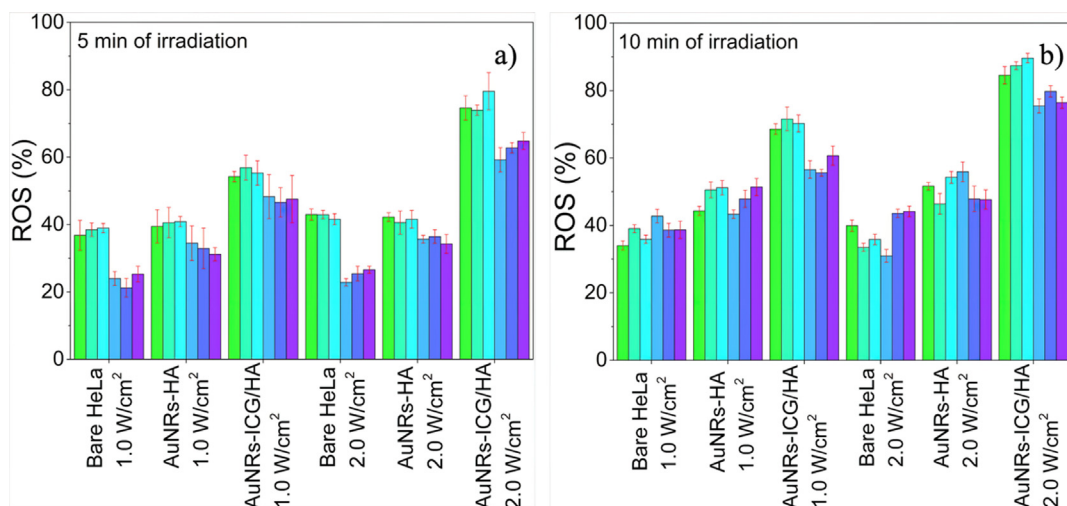 5 min of irradiation
a)
ROS (%)
100
80
60
40
20
0
Bare HeLa
1.0 W/cm²
AuNRs-HA
1.0 W/cm²
AuNRs-ICG/HA
1.0 W/cm²
Bare HeLa
2.0 W/cm²
AuNRs-HA
2.0 W/cm²
AuNRs-ICG/HA
2.0 W/cm²
10 min of irradiation
b)
ROS (%)
100
80
60
40
20
0
Bare HeLa
1.0 W/cm²
AuNRs-HA
1.0 W/cm²
AuNRs-ICG/HA
1.0 W/cm²
Bare HeLa
2.0 W/cm²
AuNRs-HA
2.0 W/cm²
AuNRs-ICG/HA
2.0 W/cm²